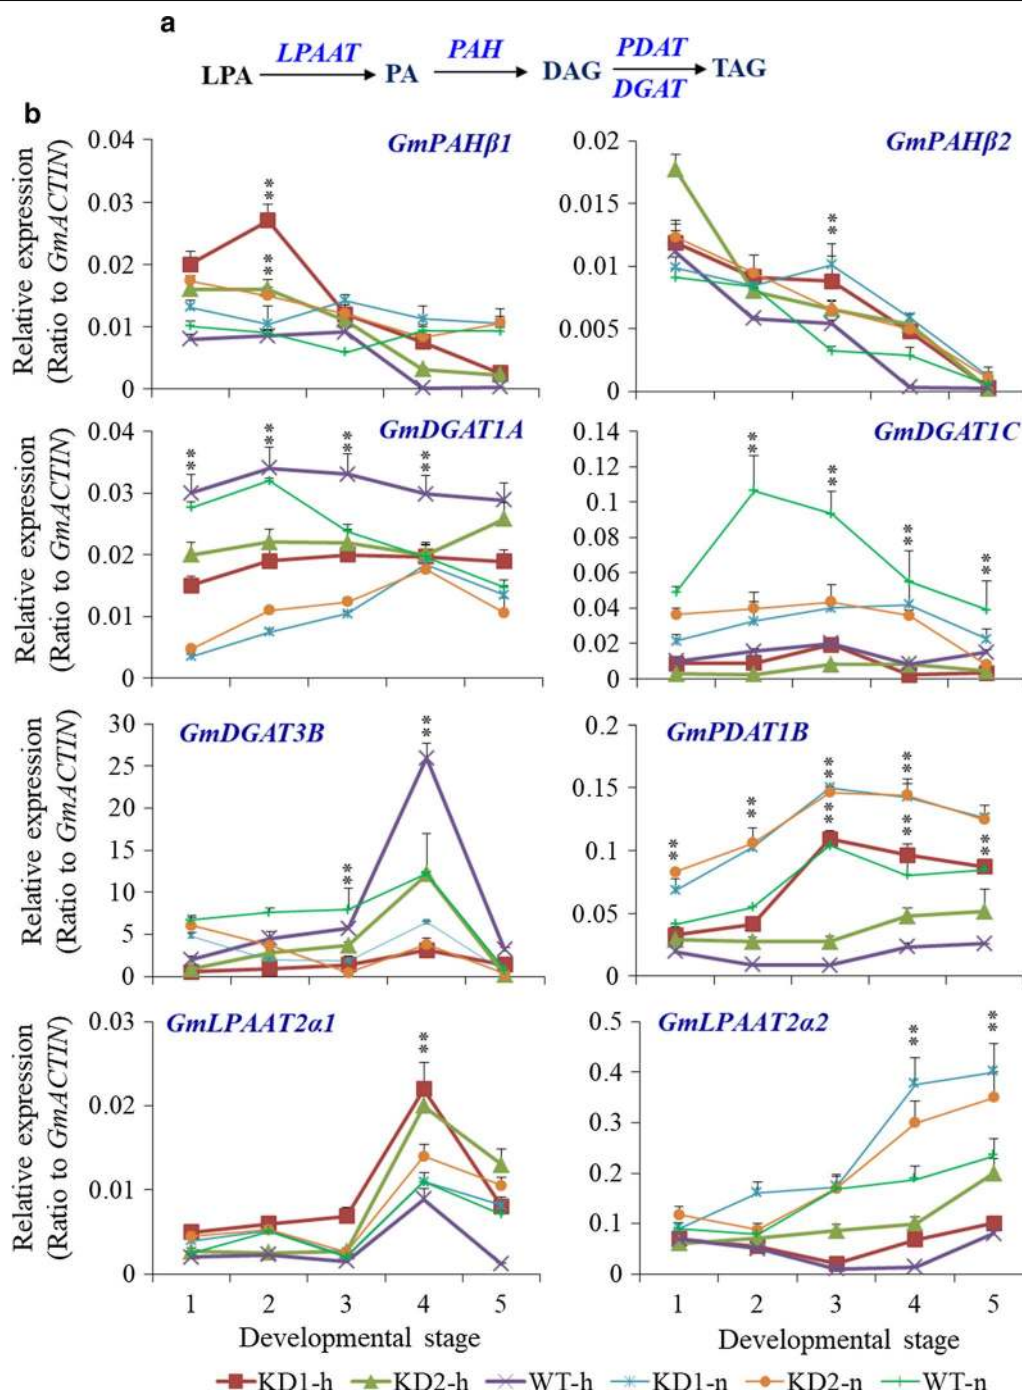 a
LPAAT PAH PDAT
LPA PA DAG TAG
DGAT
b
GmPAHβ1
Relative expression
(Ratio to GmACTIN)
0.04
0.03
0.02
0.01
0
**
**
GmPAHβ2
0.02
0.015
0.01
0.005
0
**
GmDGAT1A
Relative expression
(Ratio to GmACTIN)
0.04
0.03
0.02
0.01
0
** ** ** **
GmDGAT1C
0.14
0.12
0.1
0.08
0.06
0.04
0.02
0
** ** ** **
GmDGAT3B
Relative expression
(Ratio to GmACTIN)
30
25
20
15
10
5
0
** **
GmPDAT1B
0.2
0.15
0.1
0.05
0
** ** ** **
** ** **
GmLPAAT2α1
Relative expression
(Ratio to GmACTIN)
0.03
0.02
0.01
0
**
1 2 3 4 5
Developmental stage
GmLPAAT2α2
0.5
0.4
0.3
0.2
0.1
0
** **
1 2 3 4 5
Developmental stage
KD1-h KD2-h WT-h KD1-n KD2-n WT-n